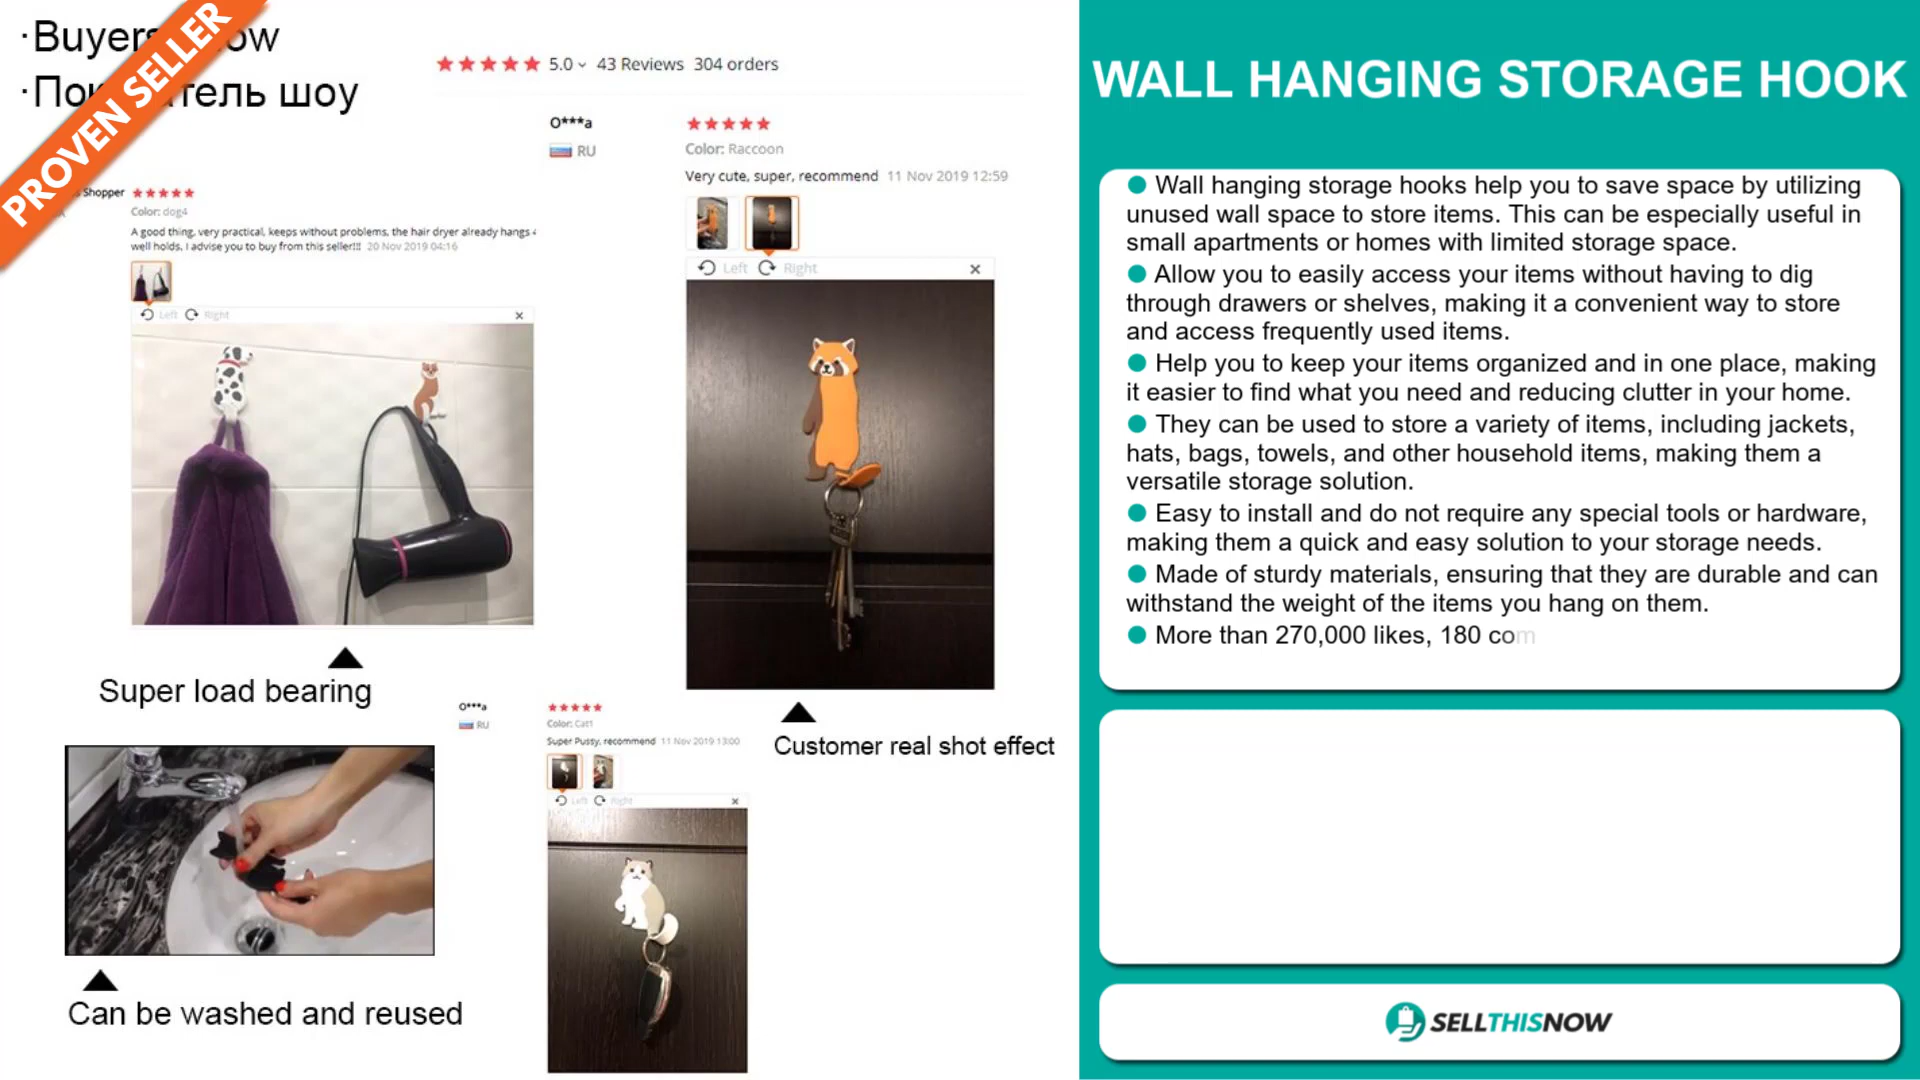 ·Buyers
·Покупатель шоу
PROVEN SELLER
5.0 43 Reviews 304 orders
O***a
RU
Color: Raccoon
Very cute, super, recommend 11 Nov 2019 12:59
Left Right
Shopper
Color: dog4
A good thing, very practical, keeps without problems, the hair dryer already hangs
well holds, I advise you to buy from this seller!!! 20 Nov 2019 04:16
Left Right
Super load bearing
Customer real shot effect
O***a
RU
Color: Cat1
Super Pussy, recommend 11 Nov 2019 13:00
Left Right
Can be washed and reused
WALL HANGING STORAGE HOOK
● Wall hanging storage hooks help you to save space by utilizing
unused wall space to store items. This can be especially useful in
small apartments or homes with limited storage space.
● Allow you to easily access your items without having to dig
through drawers or shelves, making it a convenient way to store
and access frequently used items.
● Help you to keep your items organized and in one place, making
it easier to find what you need and reducing clutter in your home.
● They can be used to store a variety of items, including jackets,
hats, bags, towels, and other household items, making them a
versatile storage solution.
● Easy to install and do not require any special tools or hardware,
making them a quick and easy solution to your storage needs.
● Made of sturdy materials, ensuring that they are durable and can
withstand the weight of the items you hang on them.
● More than 270,000 likes, 180 com
SELLTHISNOW